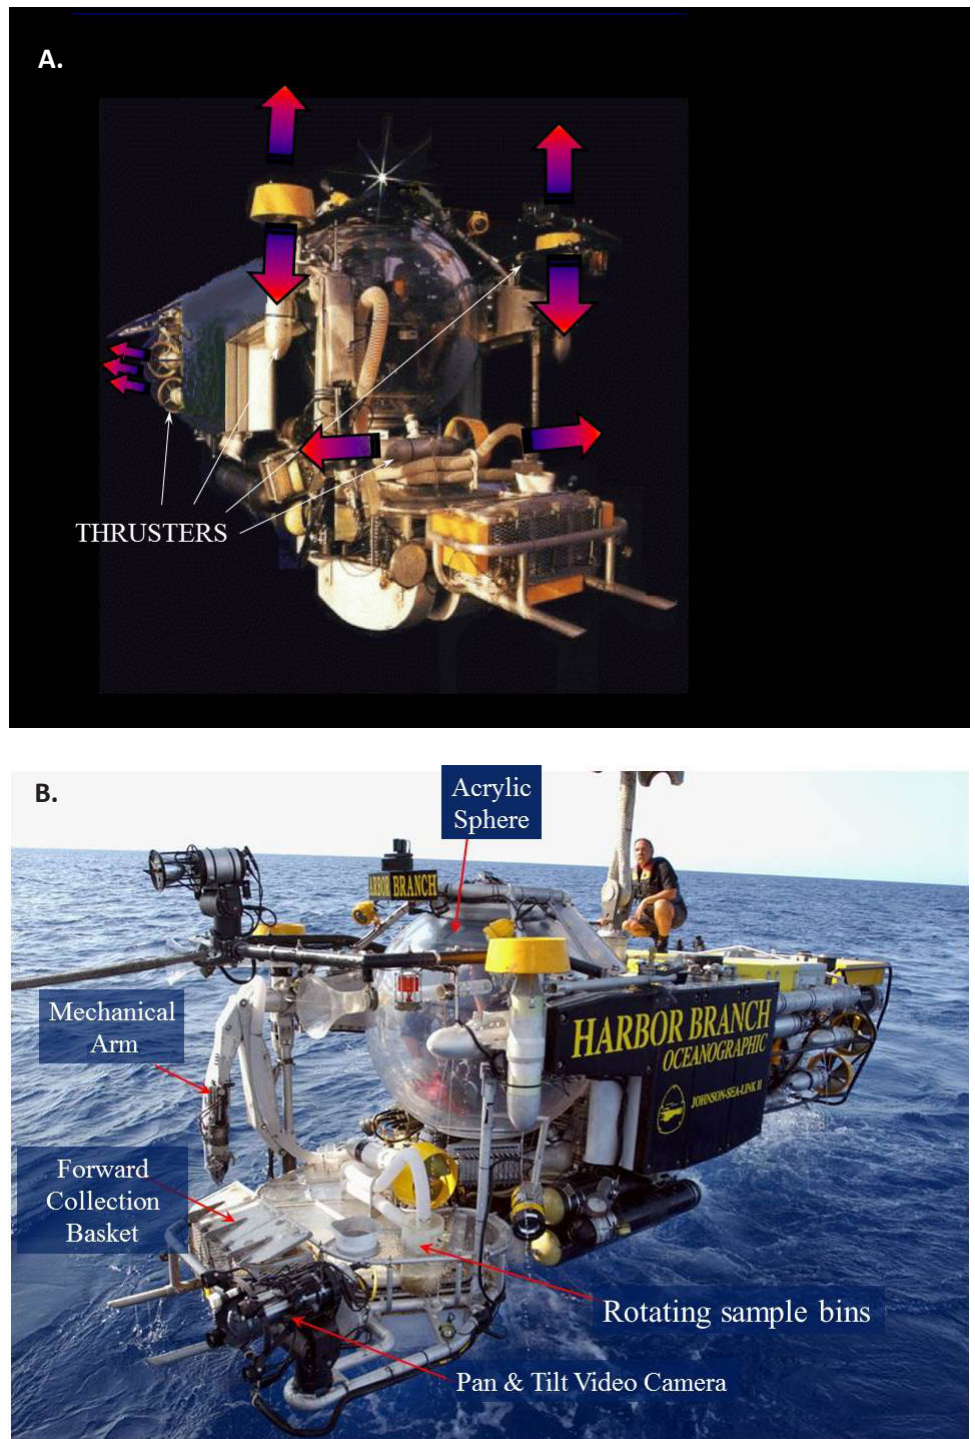 A.
THRUSTERS
B.
Acrylic
Sphere
ARBOR BRANCH
Mechanical
Arm
HARBOR BRANCH
OCEANOGRAPHIC
JOHNSON-SEA-LINK II
Forward
Collection
Basket
Rotating sample bins
Pan & Tilt Video Camera